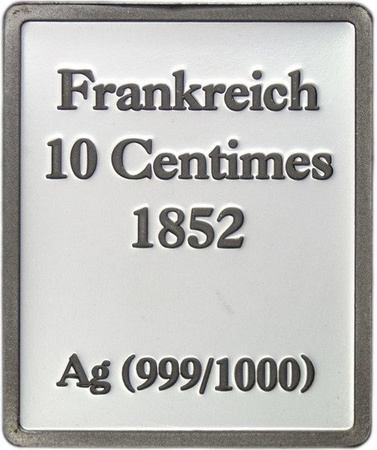 Frankreich
10 Centimes
1852
Ag (999/1000)